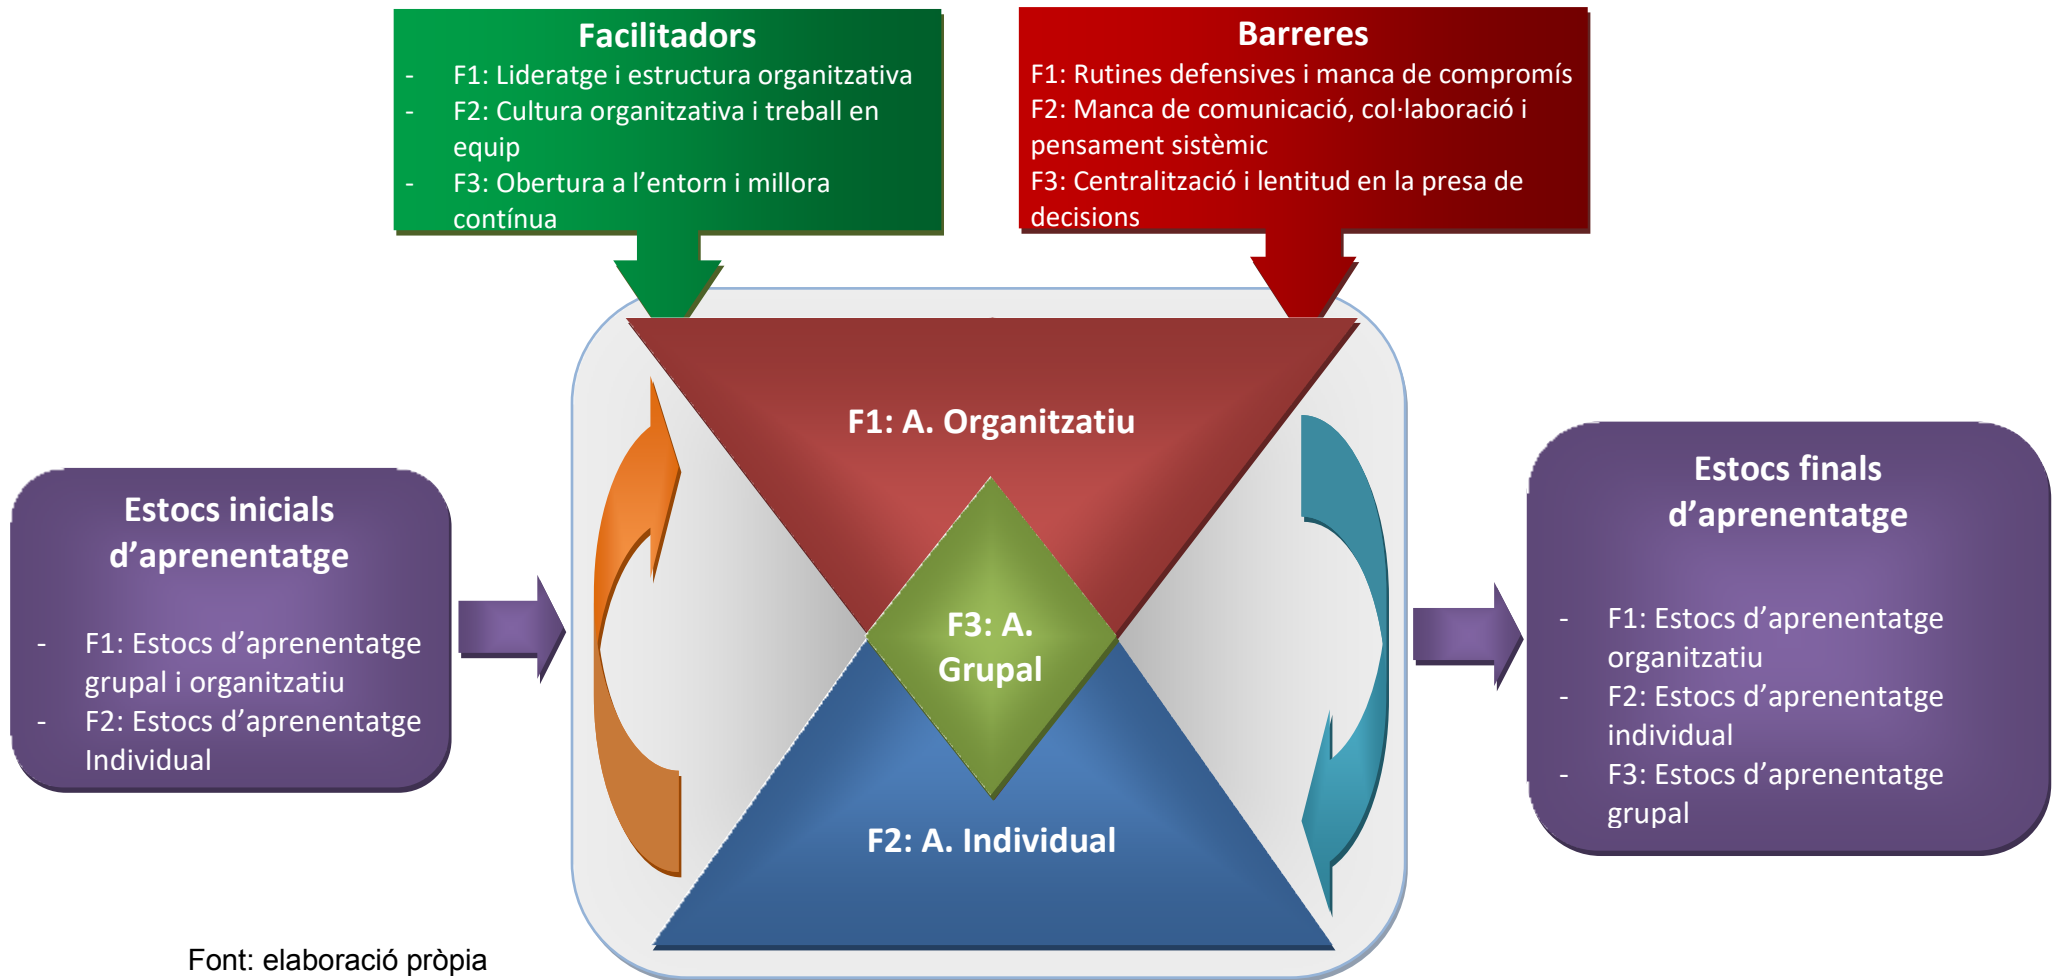 Facilitadors
- F1: Lideratge i estructura organitzativa
- F2: Cultura organitzativa i treball en
equip
- F3: Obertura a l’entorn i millora
contínua
Barreres
F1: Rutines defensives i manca de compromís
F2: Manca de comunicació, col·laboració i
pensament sistèmic
F3: Centralització i lentitud en la presa de
decisions
Estocs inicials
d’aprenentatge
- F1: Estocs d’aprenentatge
grupal i organitzatiu
- F2: Estocs d’aprenentatge
Individual
F1: A. Organitzatiu
F3: A.
Grupal
F2: A. Individual
Estocs finals
d’aprenentatge
- F1: Estocs d’aprenentatge
organitzatiu
- F2: Estocs d’aprenentatge
individual
- F3: Estocs d’aprenentatge
grupal
Font: elaboració pròpia